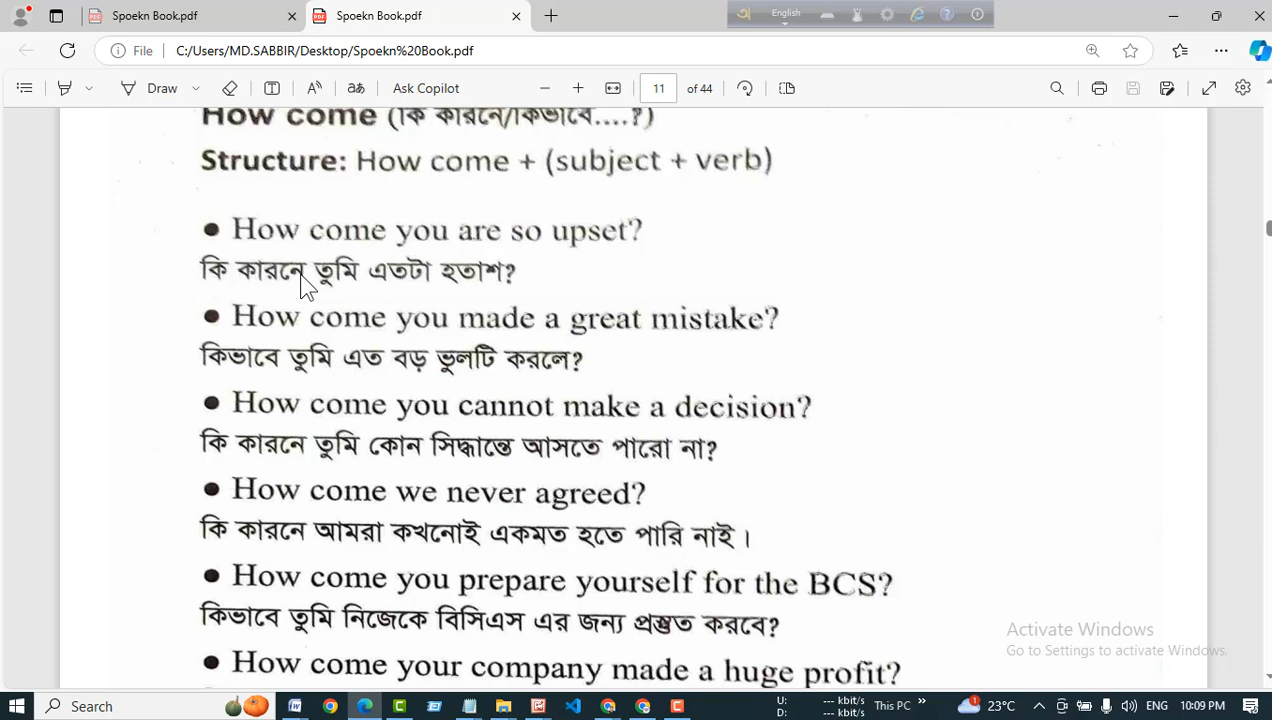 Spoekn Book.pdf
Spoekn Book.pdf
English
File C:/Users/MD.SABBIR/Desktop/Spoekn%20Book.pdf
Draw Ask Copilot 11 of 44
How come (কি কারনে/কিভাবে....?)
Structure: How come + (subject + verb)
● How come you are so upset?
কি কারনে তুমি এতটা হতাশ?
● How come you made a great mistake?
কিভাবে তুমি এত বড় ভুলটি করলে?
● How come you cannot make a decision?
কি কারনে তুমি কোন সিদ্ধান্তে আসতে পারো না?
● How come we never agreed?
কি কারনে আমরা কখনোই একমত হতে পারি নাই।
● How come you prepare yourself for the BCS?
কিভাবে তুমি নিজেকে বিসিএস এর জন্য প্রস্তুত করবে?
● How come your company made a huge profit?
Activate Windows
Go to Settings to activate Windows.
Search U: --- kbit/s This PC 23°C ENG 10:09 PM
D: --- kbit/s